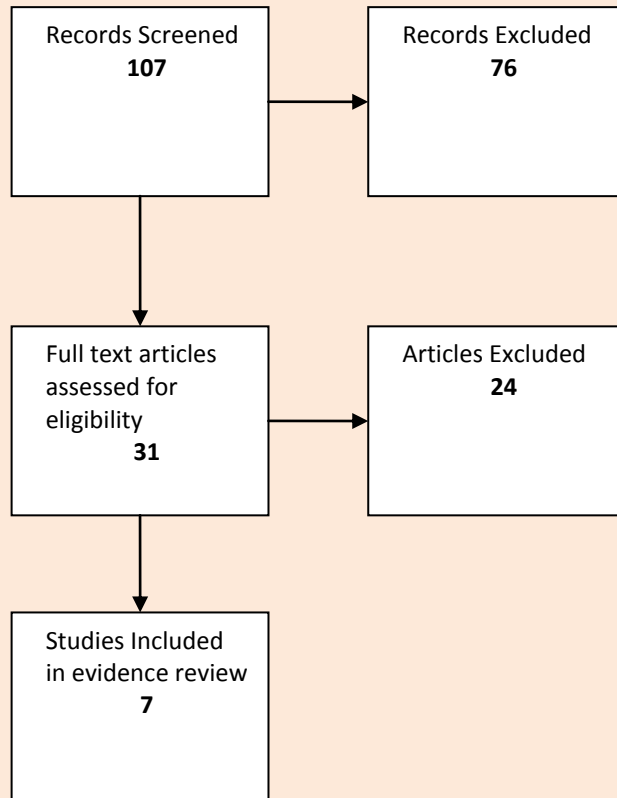 Records Screened
107
Records Excluded
76
Full text articles
assessed for
eligibility
31
Articles Excluded
24
Studies Included
in evidence review
7